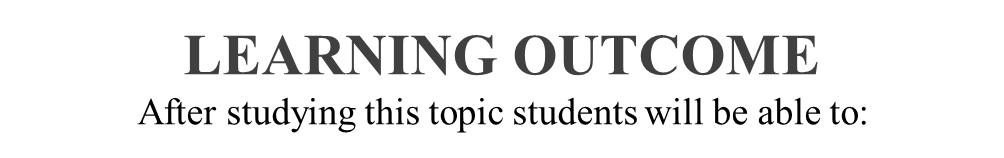 LEARNING OUTCOME
After studying this topic students will be able to: